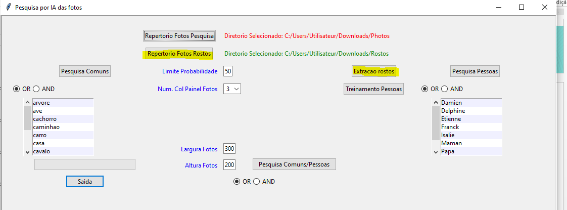 Pesquisa por IA das fotos
Repertorio Fotos Pesquisa Diretorio Selecionado: C:/Users/Utilisateur/Downloads/Photos
Repertorio Fotos Rostos Diretorio Selecionado: C:/Users/Utilisateur/Downloads/Rostos
Pesquisa Comuns Limite Probabilidade 50 Extracao rostos Pesquisa Pessoas
OR AND Num. Col Painel Fotos 3 Treinamento Pessoas OR AND
arvore Damien
ave Delphine
cachorro Etienne
caminhao Franck
carro Isalie
casa Maman
cavalo Papa
Largura Fotos 300
Altura Fotos 200 Pesquisa Comuns/Pessoas
Saida OR AND